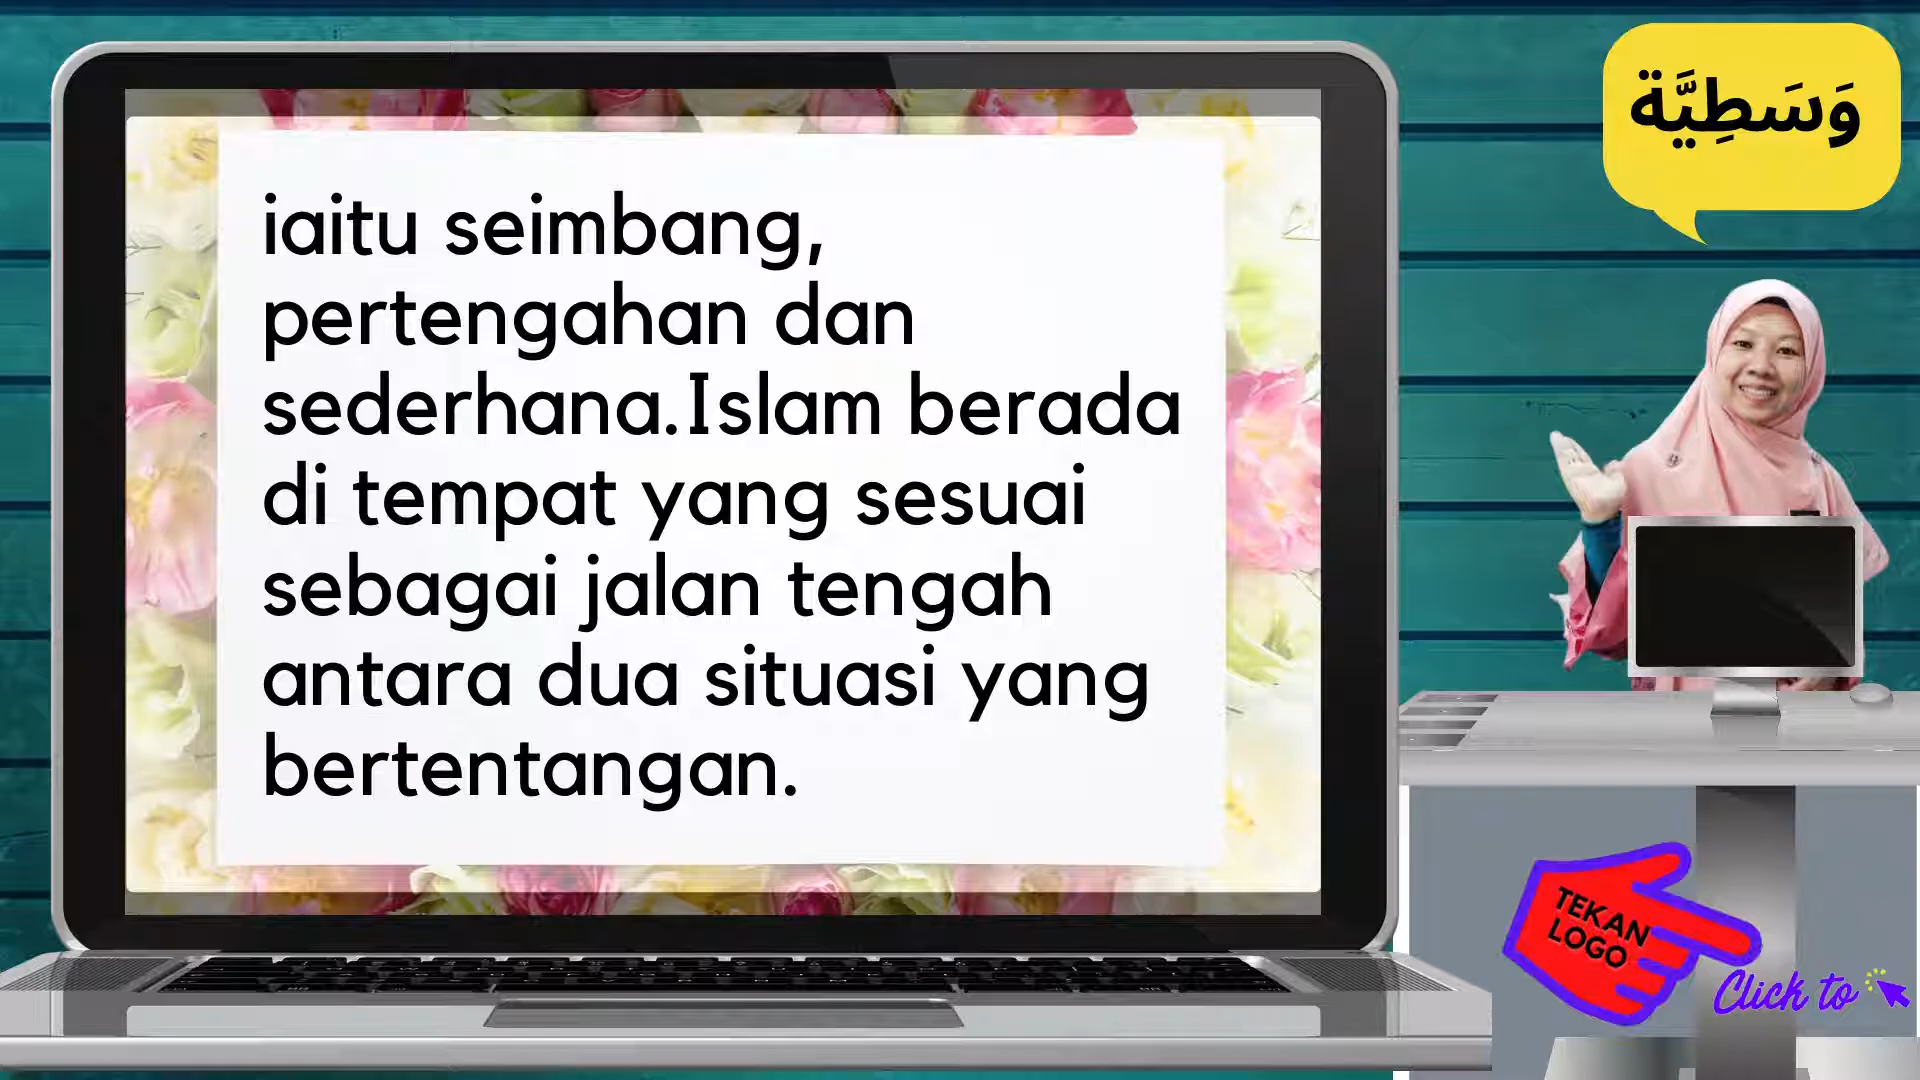 وَسَطِيَّة
iaitu seimbang,
pertengahan dan
sederhana.Islam berada
di tempat yang sesuai
sebagai jalan tengah
antara dua situasi yang
bertentangan.
TEKAN
LOGO
Click to